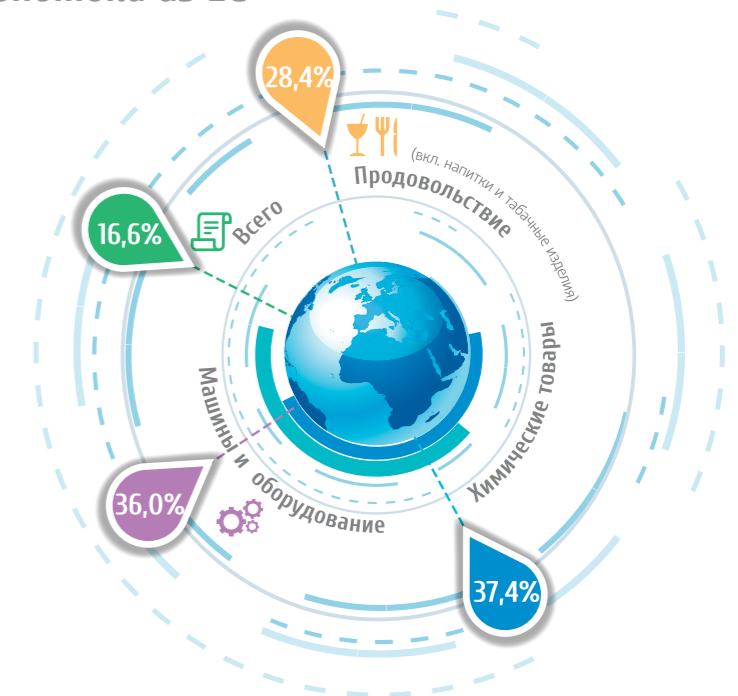 28,4%
(вкл. напитки и табачные изделия)
Продовольствие
16,6%
Всего
Химические товары
Машины и оборудование
36,0%
37,4%